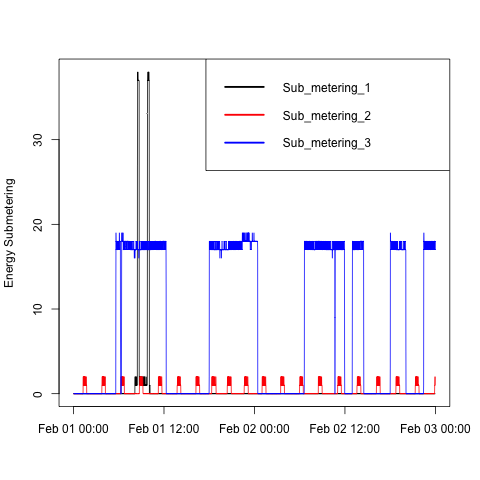 Sub_metering_1
Sub_metering_2
Sub_metering_3
Energy Submetering
30
20
10
0
Feb 01 00:00 Feb 01 12:00 Feb 02 00:00 Feb 02 12:00 Feb 03 00:00